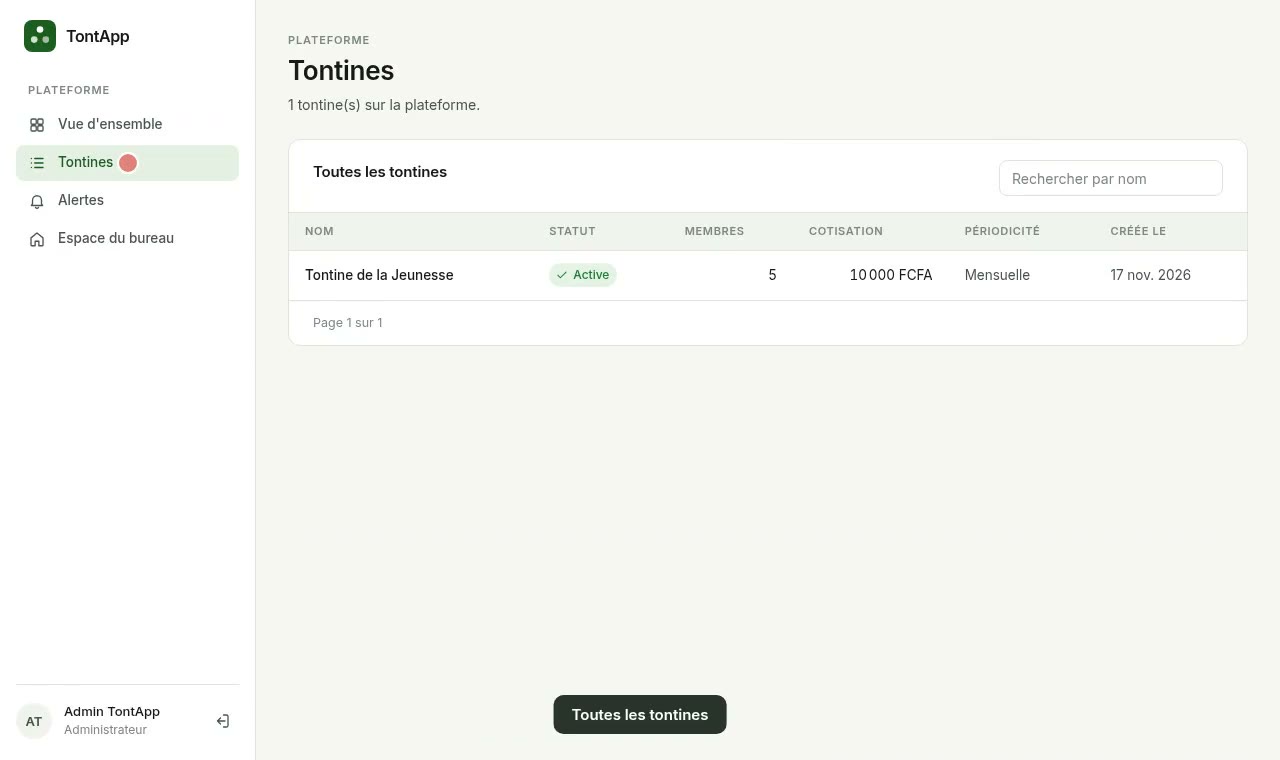 TontApp
PLATEFORME
Vue d'ensemble
Tontines
Alertes
Espace du bureau
AT
Admin TontApp
Administrateur
PLATEFORME
Tontines
1 tontine(s) sur la plateforme.
Toutes les tontines
Rechercher par nom
NOM STATUT MEMBRES COTISATION PÉRIODICITÉ CRÉÉE LE
Tontine de la Jeunesse Active 5 10 000 FCFA Mensuelle 17 nov. 2026
Page 1 sur 1
Toutes les tontines